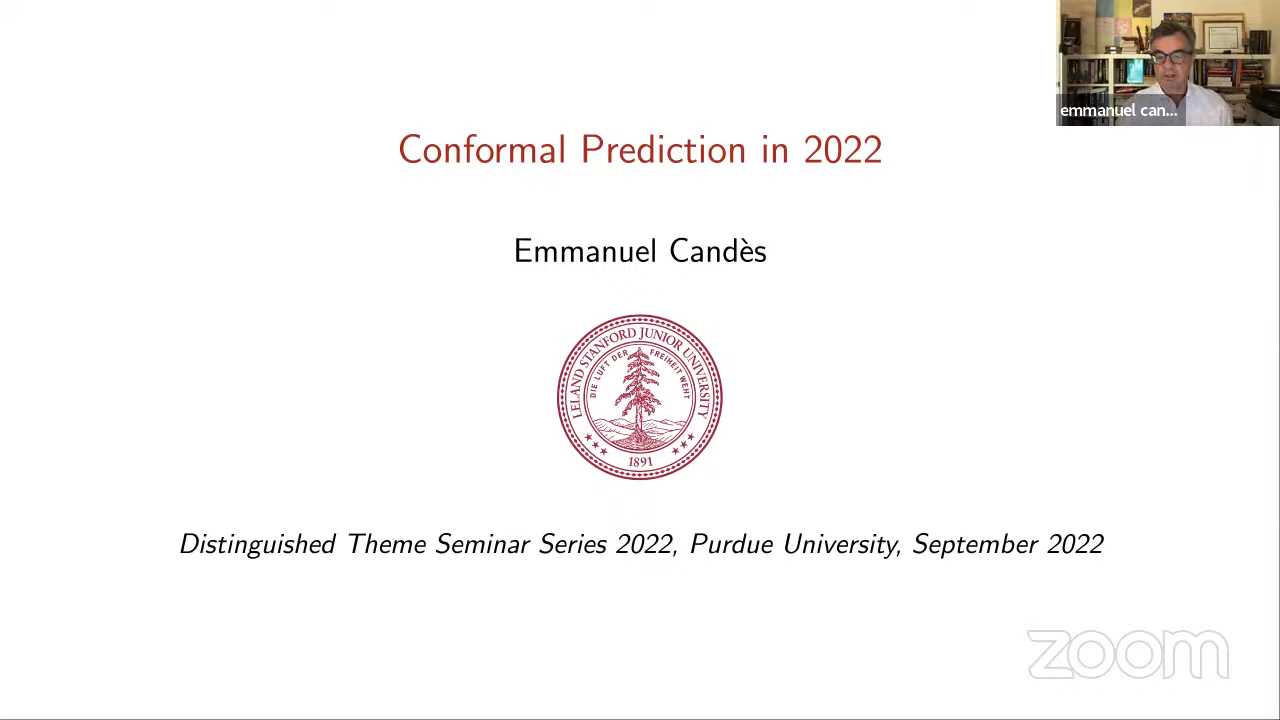 emmanuel can...
Conformal Prediction in 2022
Emmanuel Candès
LELAND STANFORD JUNIOR UNIVERSITY
DIE LUFT DER FREIHEIT WEHT
1891
Distinguished Theme Seminar Series 2022, Purdue University, September 2022
zoom